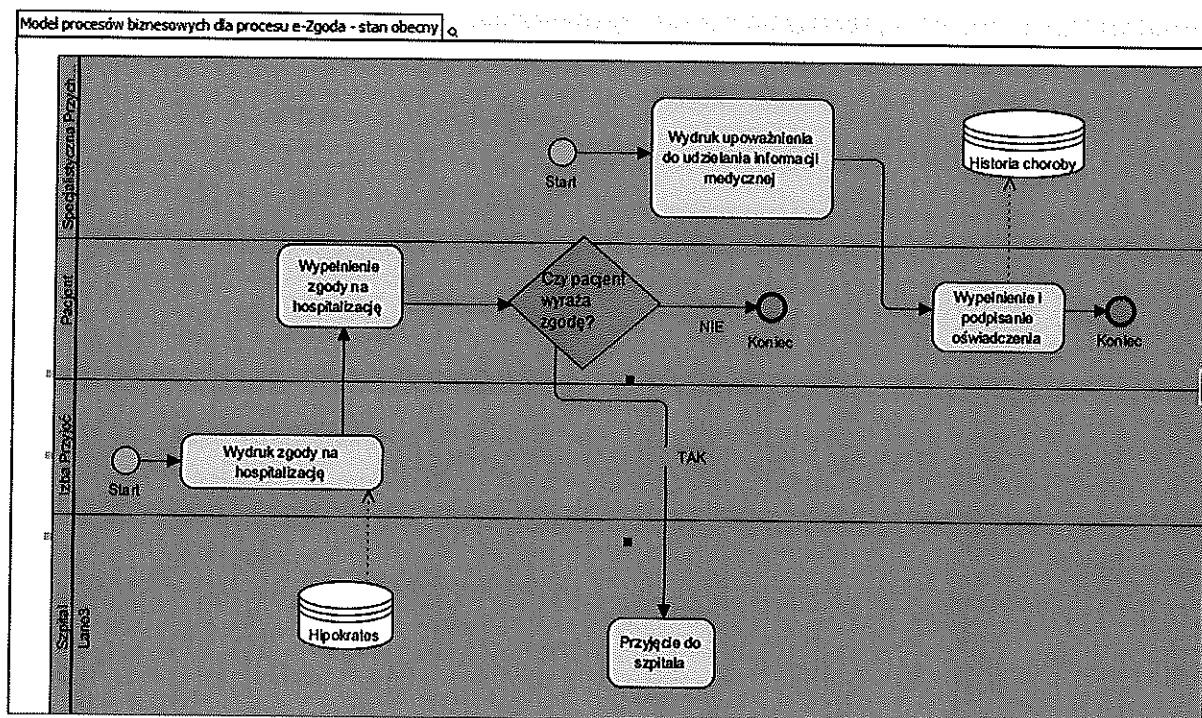 Model procesów biznesowych dla procesu e-Zgoda - stan obecny
Specjalistyczna Przych
Start
Wydruk upoważnienia
do udzielania informacji
medycznej
Historia choroby
Pacjent
Wypełnienie
zgody na
hospitalizację
Czy pacjent
wyraża
zgodę?
NIE
Koniec
Wypełnienie i
podpisanie
oświadczenia
Koniec
Izba Przyjęć
Start
Wydruk zgody na
hospitalizację
TAK
Szpital
Lane3
Hipokrates
Przyjęcie do
szpitala